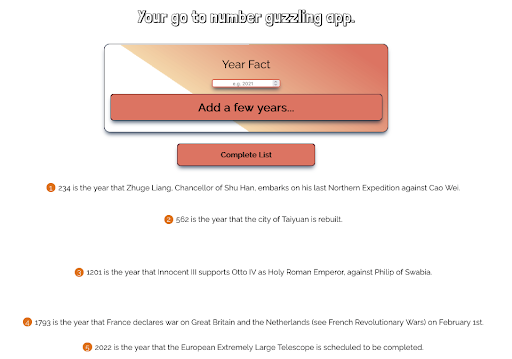 Your go to number guzzling app.
Year Fact
e.g. 2021
Add a few years...
Complete List
1 234 is the year that Zhuge Liang, Chancellor of Shu Han, embarks on his last Northern Expedition against Cao Wei.
2 562 is the year that the city of Taiyuan is rebuilt.
3 1201 is the year that Innocent III supports Otto IV as Holy Roman Emperor, against Philip of Swabia.
4 1793 is the year that France declares war on Great Britain and the Netherlands (see French Revolutionary Wars) on February 1st.
5 2022 is the year that the European Extremely Large Telescope is scheduled to be completed.